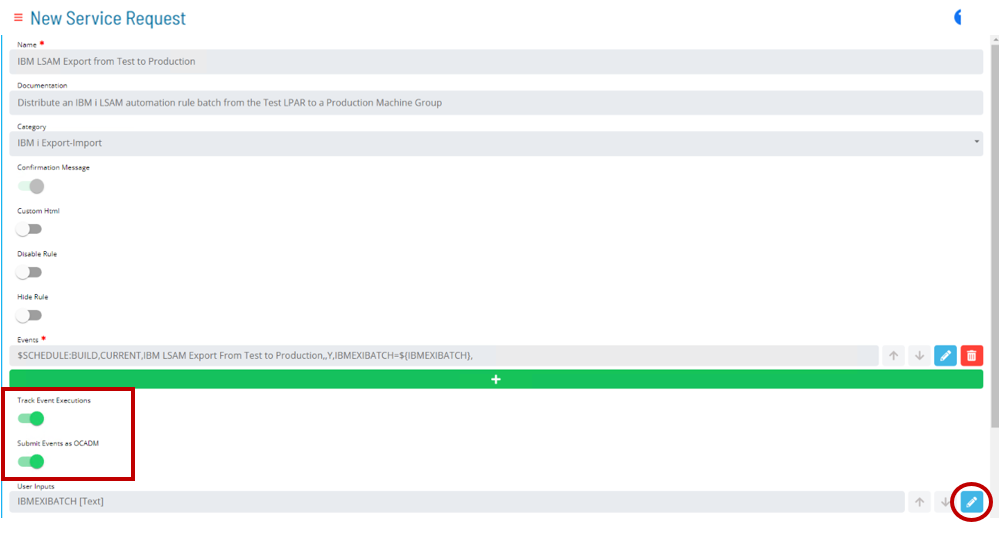 New Service Request
Name *
IBM LSAM Export from Test to Production
Documentation
Distribute an IBM i LSAM automation rule batch from the Test LPAR to a Production Machine Group
Category
IBM i Export-Import
Confirmation Message
Custom Html
Disable Rule
Hide Rule
Events *
$SCHEDULE:BUILD,CURRENT,IBM LSAM Export From Test to Production,,Y,IBMEXIBATCH=${IBMEXIBATCH},
+
Track Event Executions
Submit Events as OCADM
User Inputs
IBMEXIBATCH [Text]